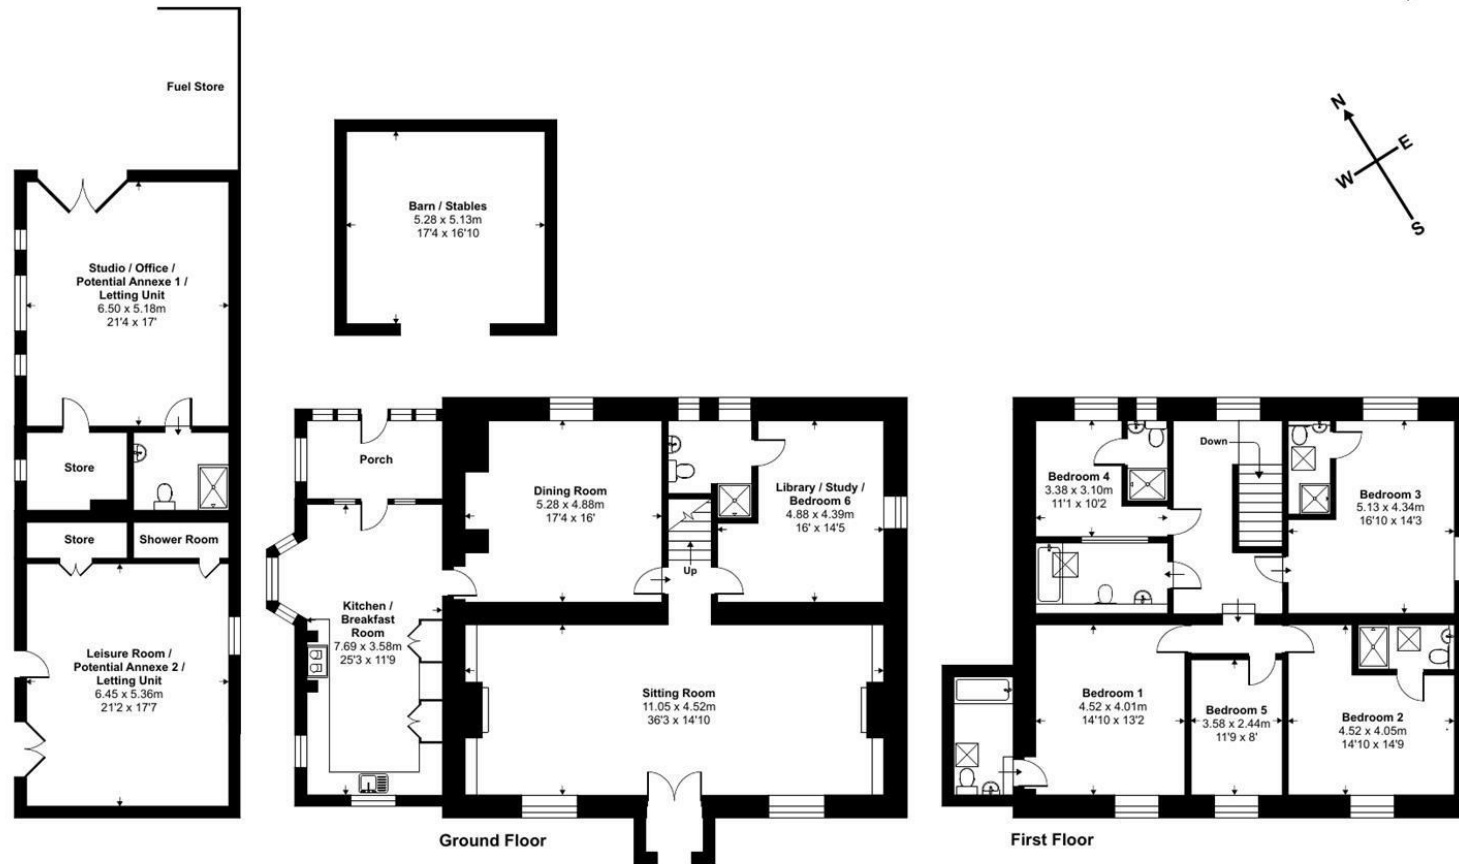 Fuel Store
N
E
W
S
Barn / Stables
5.28 x 5.13m
17'4 x 16'10
Studio / Office /
Potential Annexe 1 /
Letting Unit
6.50 x 5.18m
21'4 x 17'
Store
Store
Shower Room
Leisure Room /
Potential Annexe 2 /
Letting Unit
6.45 x 5.36m
21'2 x 17'7
Porch
Kitchen /
Breakfast
Room
7.69 x 3.58m
25'3 x 11'9
Dining Room
5.28 x 4.88m
17'4 x 16'
Library / Study /
Bedroom 6
4.88 x 4.39m
16' x 14'5
Up
Sitting Room
11.05 x 4.52m
36'3 x 14'10
Ground Floor
Down
Bedroom 4
3.38 x 3.10m
11'1 x 10'2
Bedroom 3
5.13 x 4.34m
16'10 x 14'3
Bedroom 1
4.52 x 4.01m
14'10 x 13'2
Bedroom 5
3.58 x 2.44m
11'9 x 8'
Bedroom 2
4.52 x 4.05m
14'10 x 14'9
First Floor